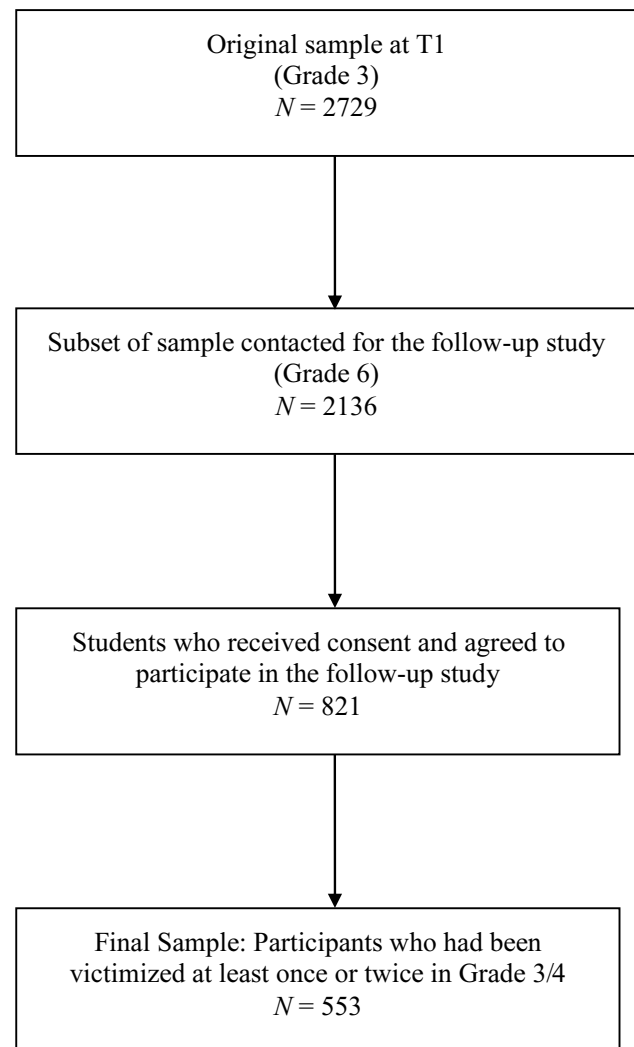 Original sample at T1
(Grade 3)
N = 2729
Subset of sample contacted for the follow-up study
(Grade 6)
N = 2136
Students who received consent and agreed to
participate in the follow-up study
N = 821
Final Sample: Participants who had been
victimized at least once or twice in Grade 3/4
N = 553